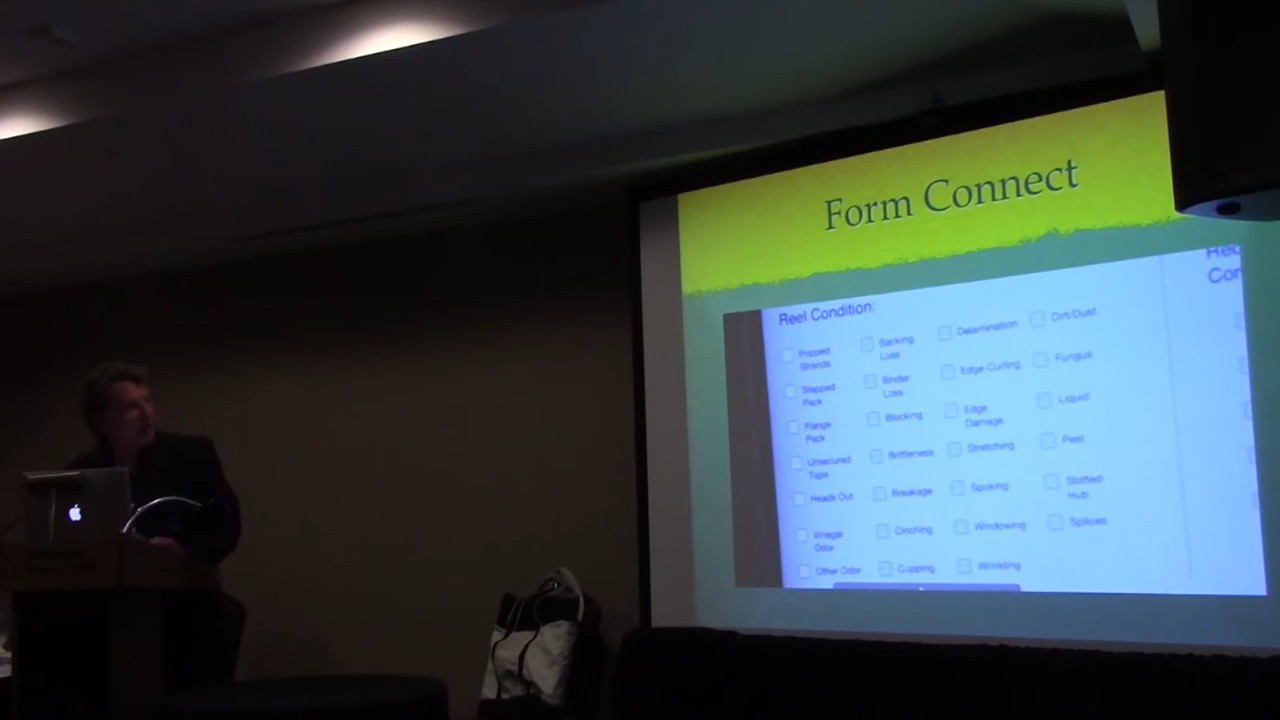 Form Connect
Reel Condition:
Popped
Strands
Backing
Loss
Delamination
Dirt/Dust
Stepped
Pack
Binder
Loss
Edge Curling
Fungus
Flange
Pack
Blocking
Edge
Damage
Liquid
Unsecured
Tape
Brittleness
Stretching
Pest
Heads Out
Breakage
Spoking
Slotted
Hub
Vinegar
Odor
Cinching
Windowing
Splices
Other Odor
Cupping
Wrinkling